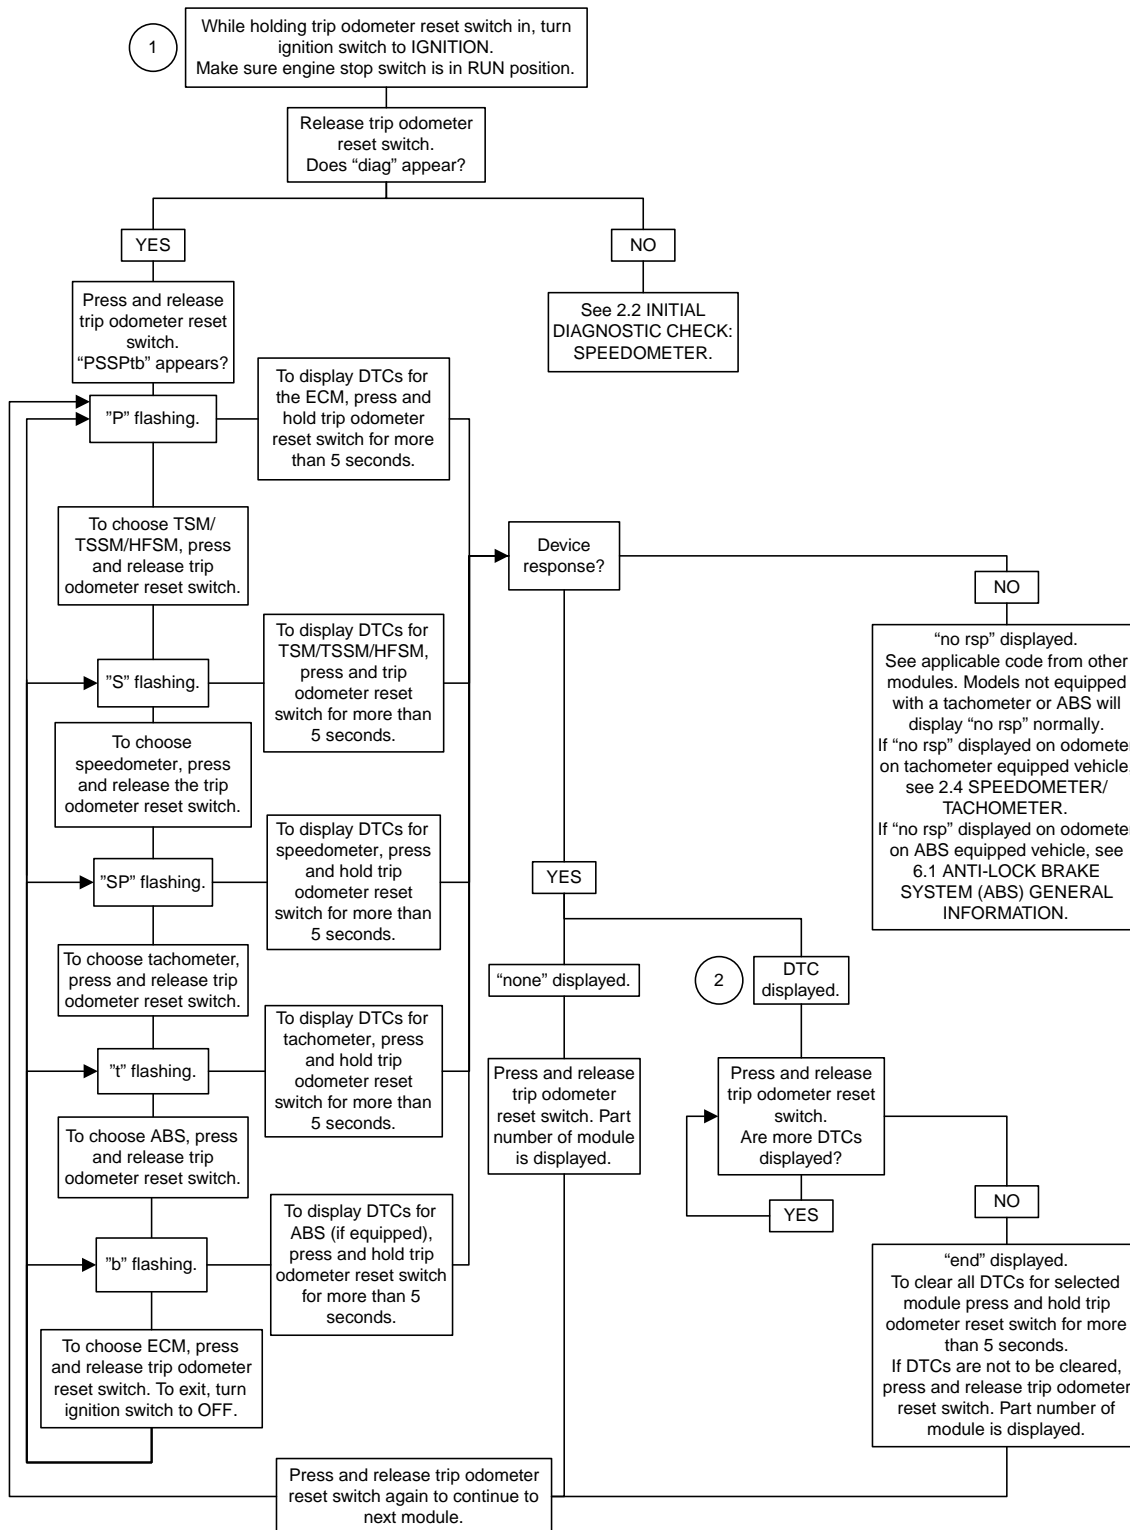 1
While holding trip odometer reset switch in, turn
ignition switch to IGNITION.
Make sure engine stop switch is in RUN position.
Release trip odometer
reset switch.
Does “diag” appear?
YES
NO
Press and release
trip odometer reset
switch.
“PSSPtb” appears?
See 2.2 INITIAL
DIAGNOSTIC CHECK:
SPEEDOMETER.
”P” flashing.
To display DTCs for
the ECM, press and
hold trip odometer
reset switch for more
than 5 seconds.
To choose TSM/
TSSM/HFSM, press
and release trip
odometer reset switch.
Device
response?
NO
”S” flashing.
To display DTCs for
TSM/TSSM/HFSM,
press and trip
odometer reset
switch for more than
5 seconds.
“no rsp” displayed.
See applicable code from other
modules. Models not equipped
with a tachometer or ABS will
display “no rsp” normally.
If “no rsp” displayed on odometer
on tachometer equipped vehicle,
see 2.4 SPEEDOMETER/
TACHOMETER.
If “no rsp” displayed on odometer
on ABS equipped vehicle, see
6.1 ANTI-LOCK BRAKE
SYSTEM (ABS) GENERAL
INFORMATION.
To choose
speedometer, press
and release the trip
odometer reset switch.
”SP” flashing.
To display DTCs for
speedometer, press
and hold trip
odometer reset
switch for more than
5 seconds.
YES
To choose tachometer,
press and release trip
odometer reset switch.
“none” displayed.
2
DTC
displayed.
”t” flashing.
To display DTCs for
tachometer, press
and hold trip
odometer reset
switch for more than
5 seconds.
Press and release
trip odometer
reset switch. Part
number of module
is displayed.
Press and release
trip odometer reset
switch.
Are more DTCs
displayed?
To choose ABS, press
and release trip
odometer reset switch.
YES
NO
”b” flashing.
To display DTCs for
ABS (if equipped),
press and hold trip
odometer reset switch
for more than 5
seconds.
“end” displayed.
To clear all DTCs for selected
module press and hold trip
odometer reset switch for more
than 5 seconds.
If DTCs are not to be cleared,
press and release trip odometer
reset switch. Part number of
module is displayed.
To choose ECM, press
and release trip odometer
reset switch. To exit, turn
ignition switch to OFF.
Press and release trip odometer
reset switch again to continue to
next module.